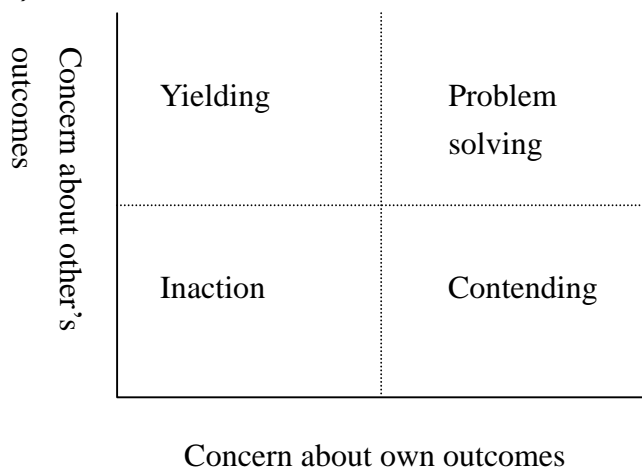 Concern about other's
outcomes
Yielding
Problem
solving
Inaction
Contending
Concern about own outcomes